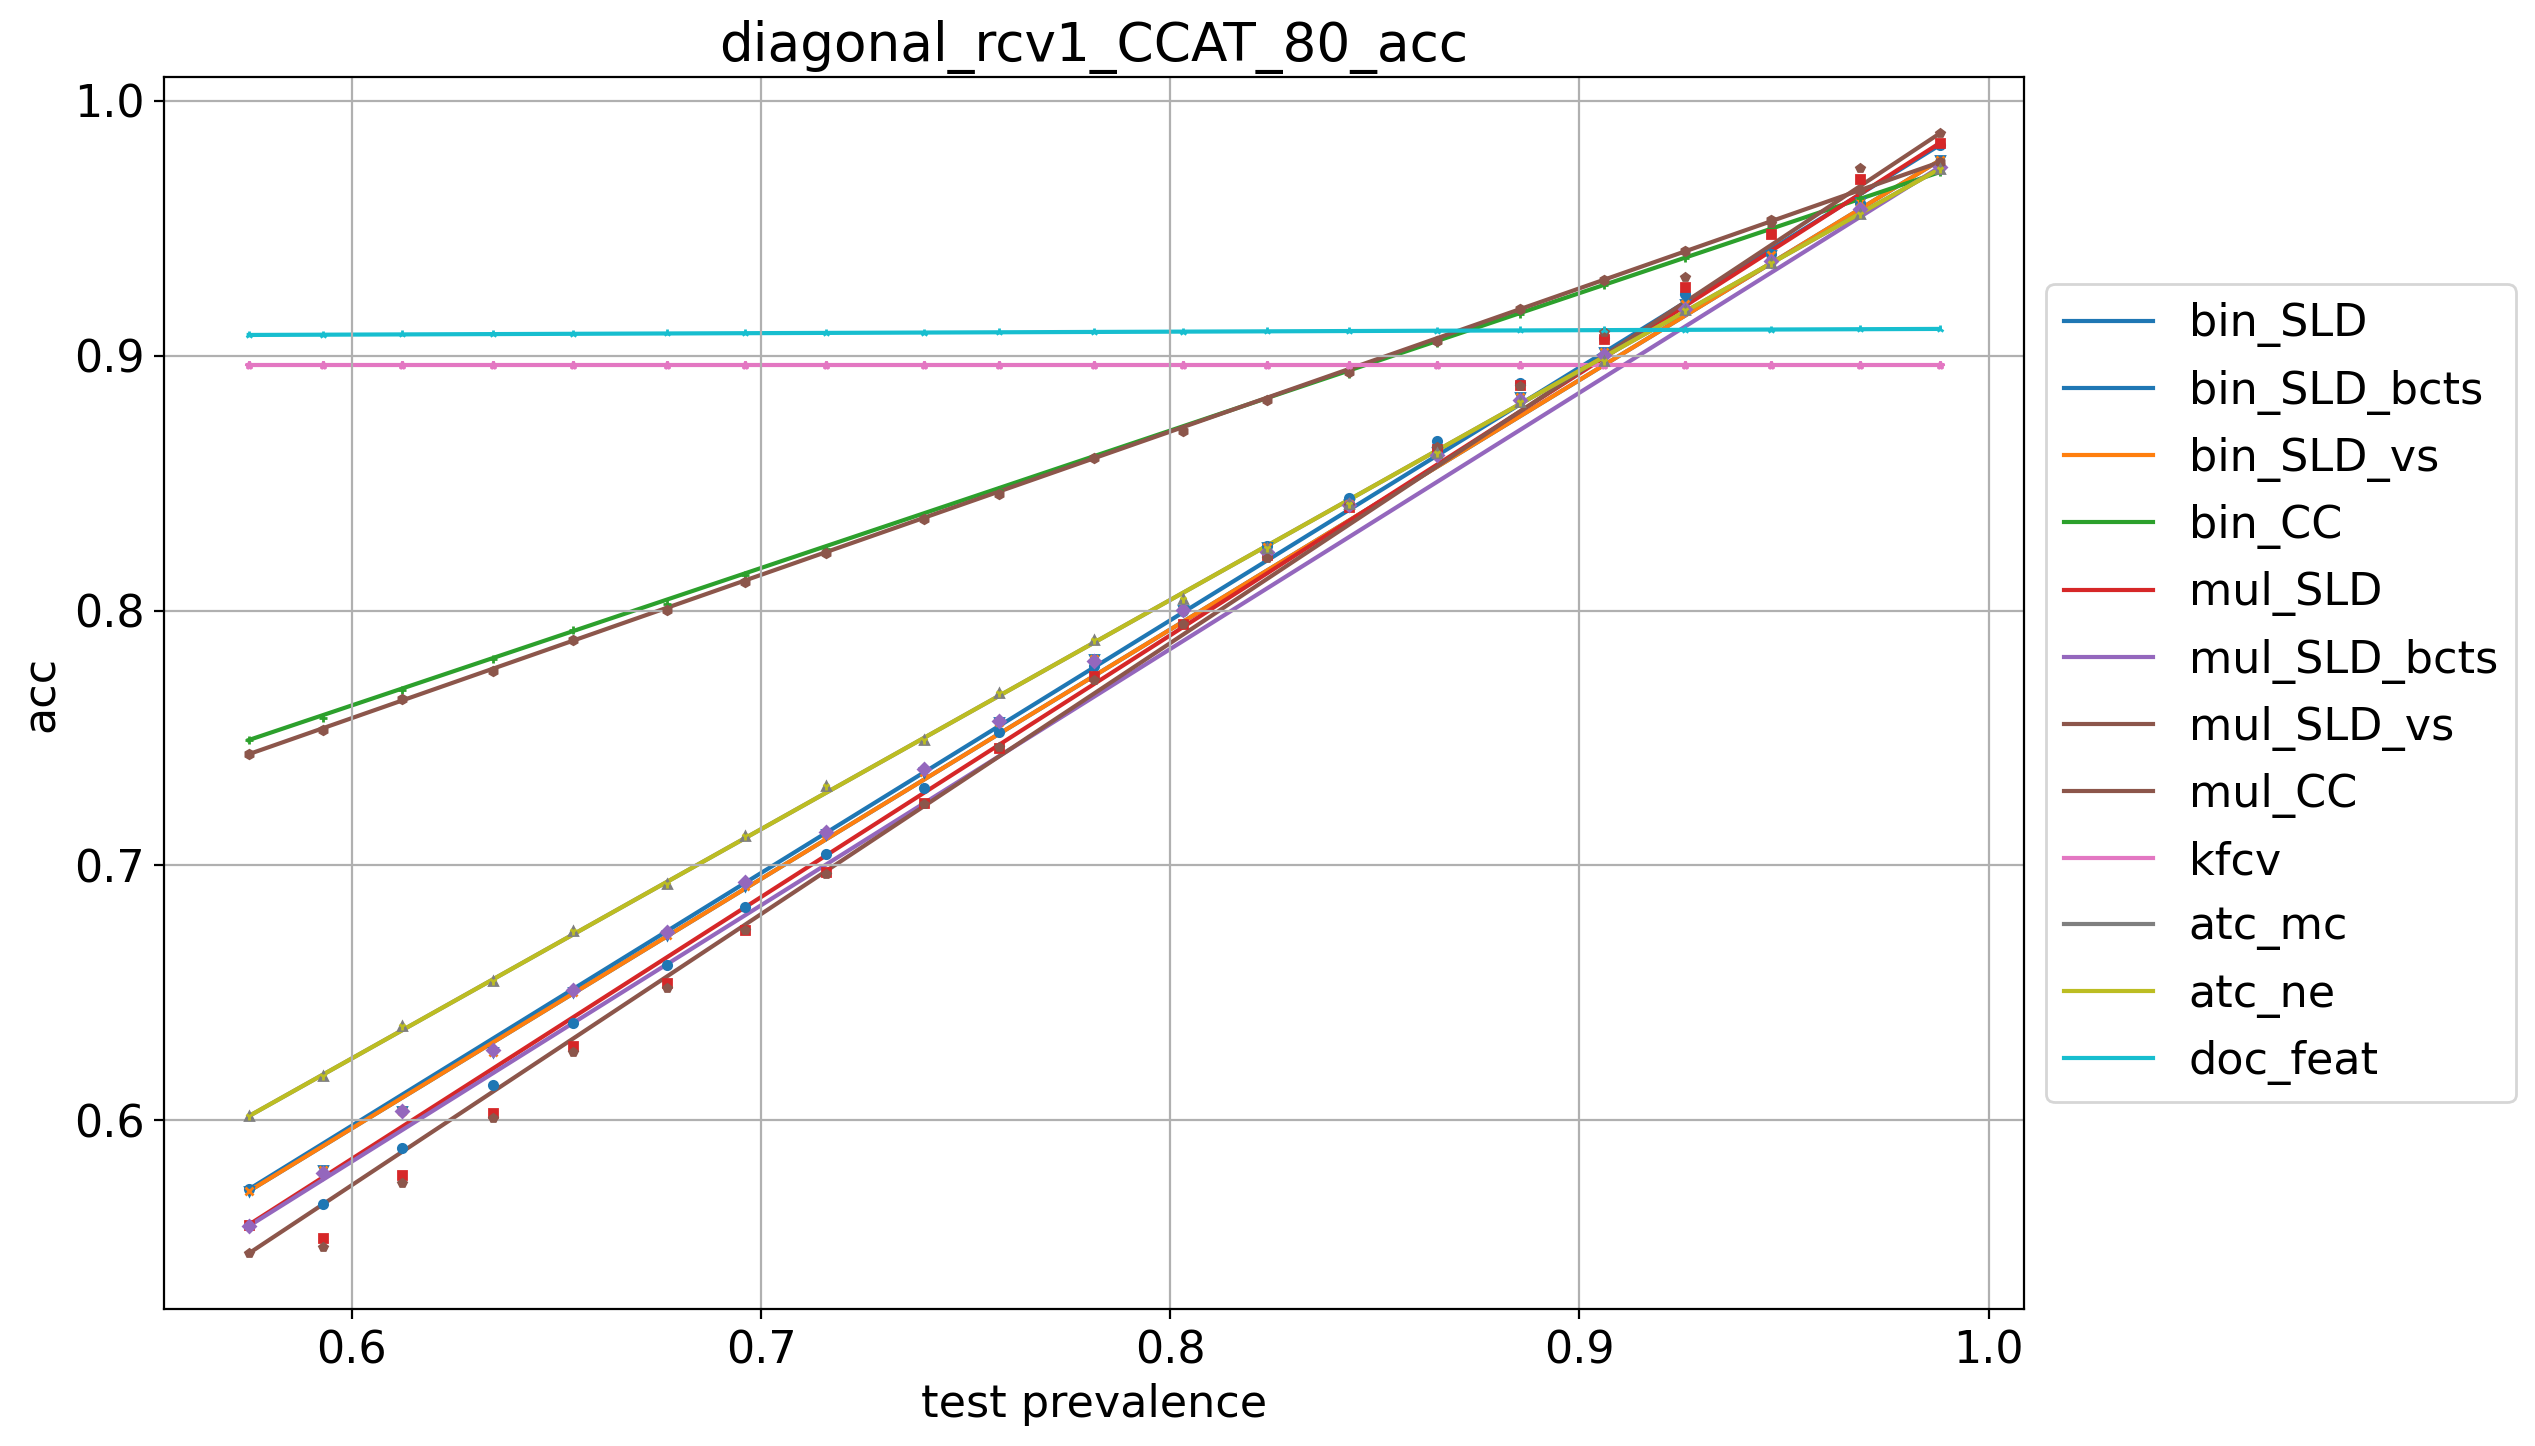 diagonal_rcv1_CCAT_80_acc
1.0
0.9
0.8
0.7
0.6
acc
0.6
0.7
0.8
0.9
1.0
test prevalence
bin_SLD
bin_SLD_bcts
bin_SLD_vs
bin_CC
mul_SLD
mul_SLD_bcts
mul_SLD_vs
mul_CC
kfcv
atc_mc
atc_ne
doc_feat